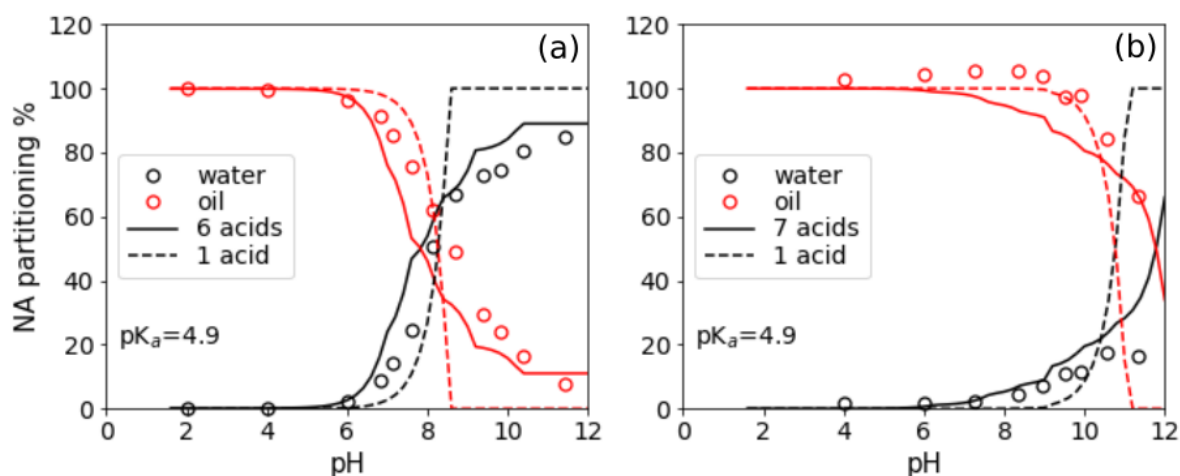 (a)
NA partitioning %
120
100
80
60
40
20
0
water
oil
6 acids
1 acid
pKₐ=4.9
0 2 4 6 8 10 12
pH
(b)
120
100
80
60
40
20
0
water
oil
7 acids
1 acid
pKₐ=4.9
0 2 4 6 8 10 12
pH